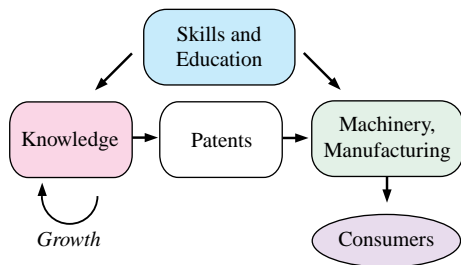 Skills and
Education
Knowledge
Patents
Machinery,
Manufacturing
Growth
Consumers